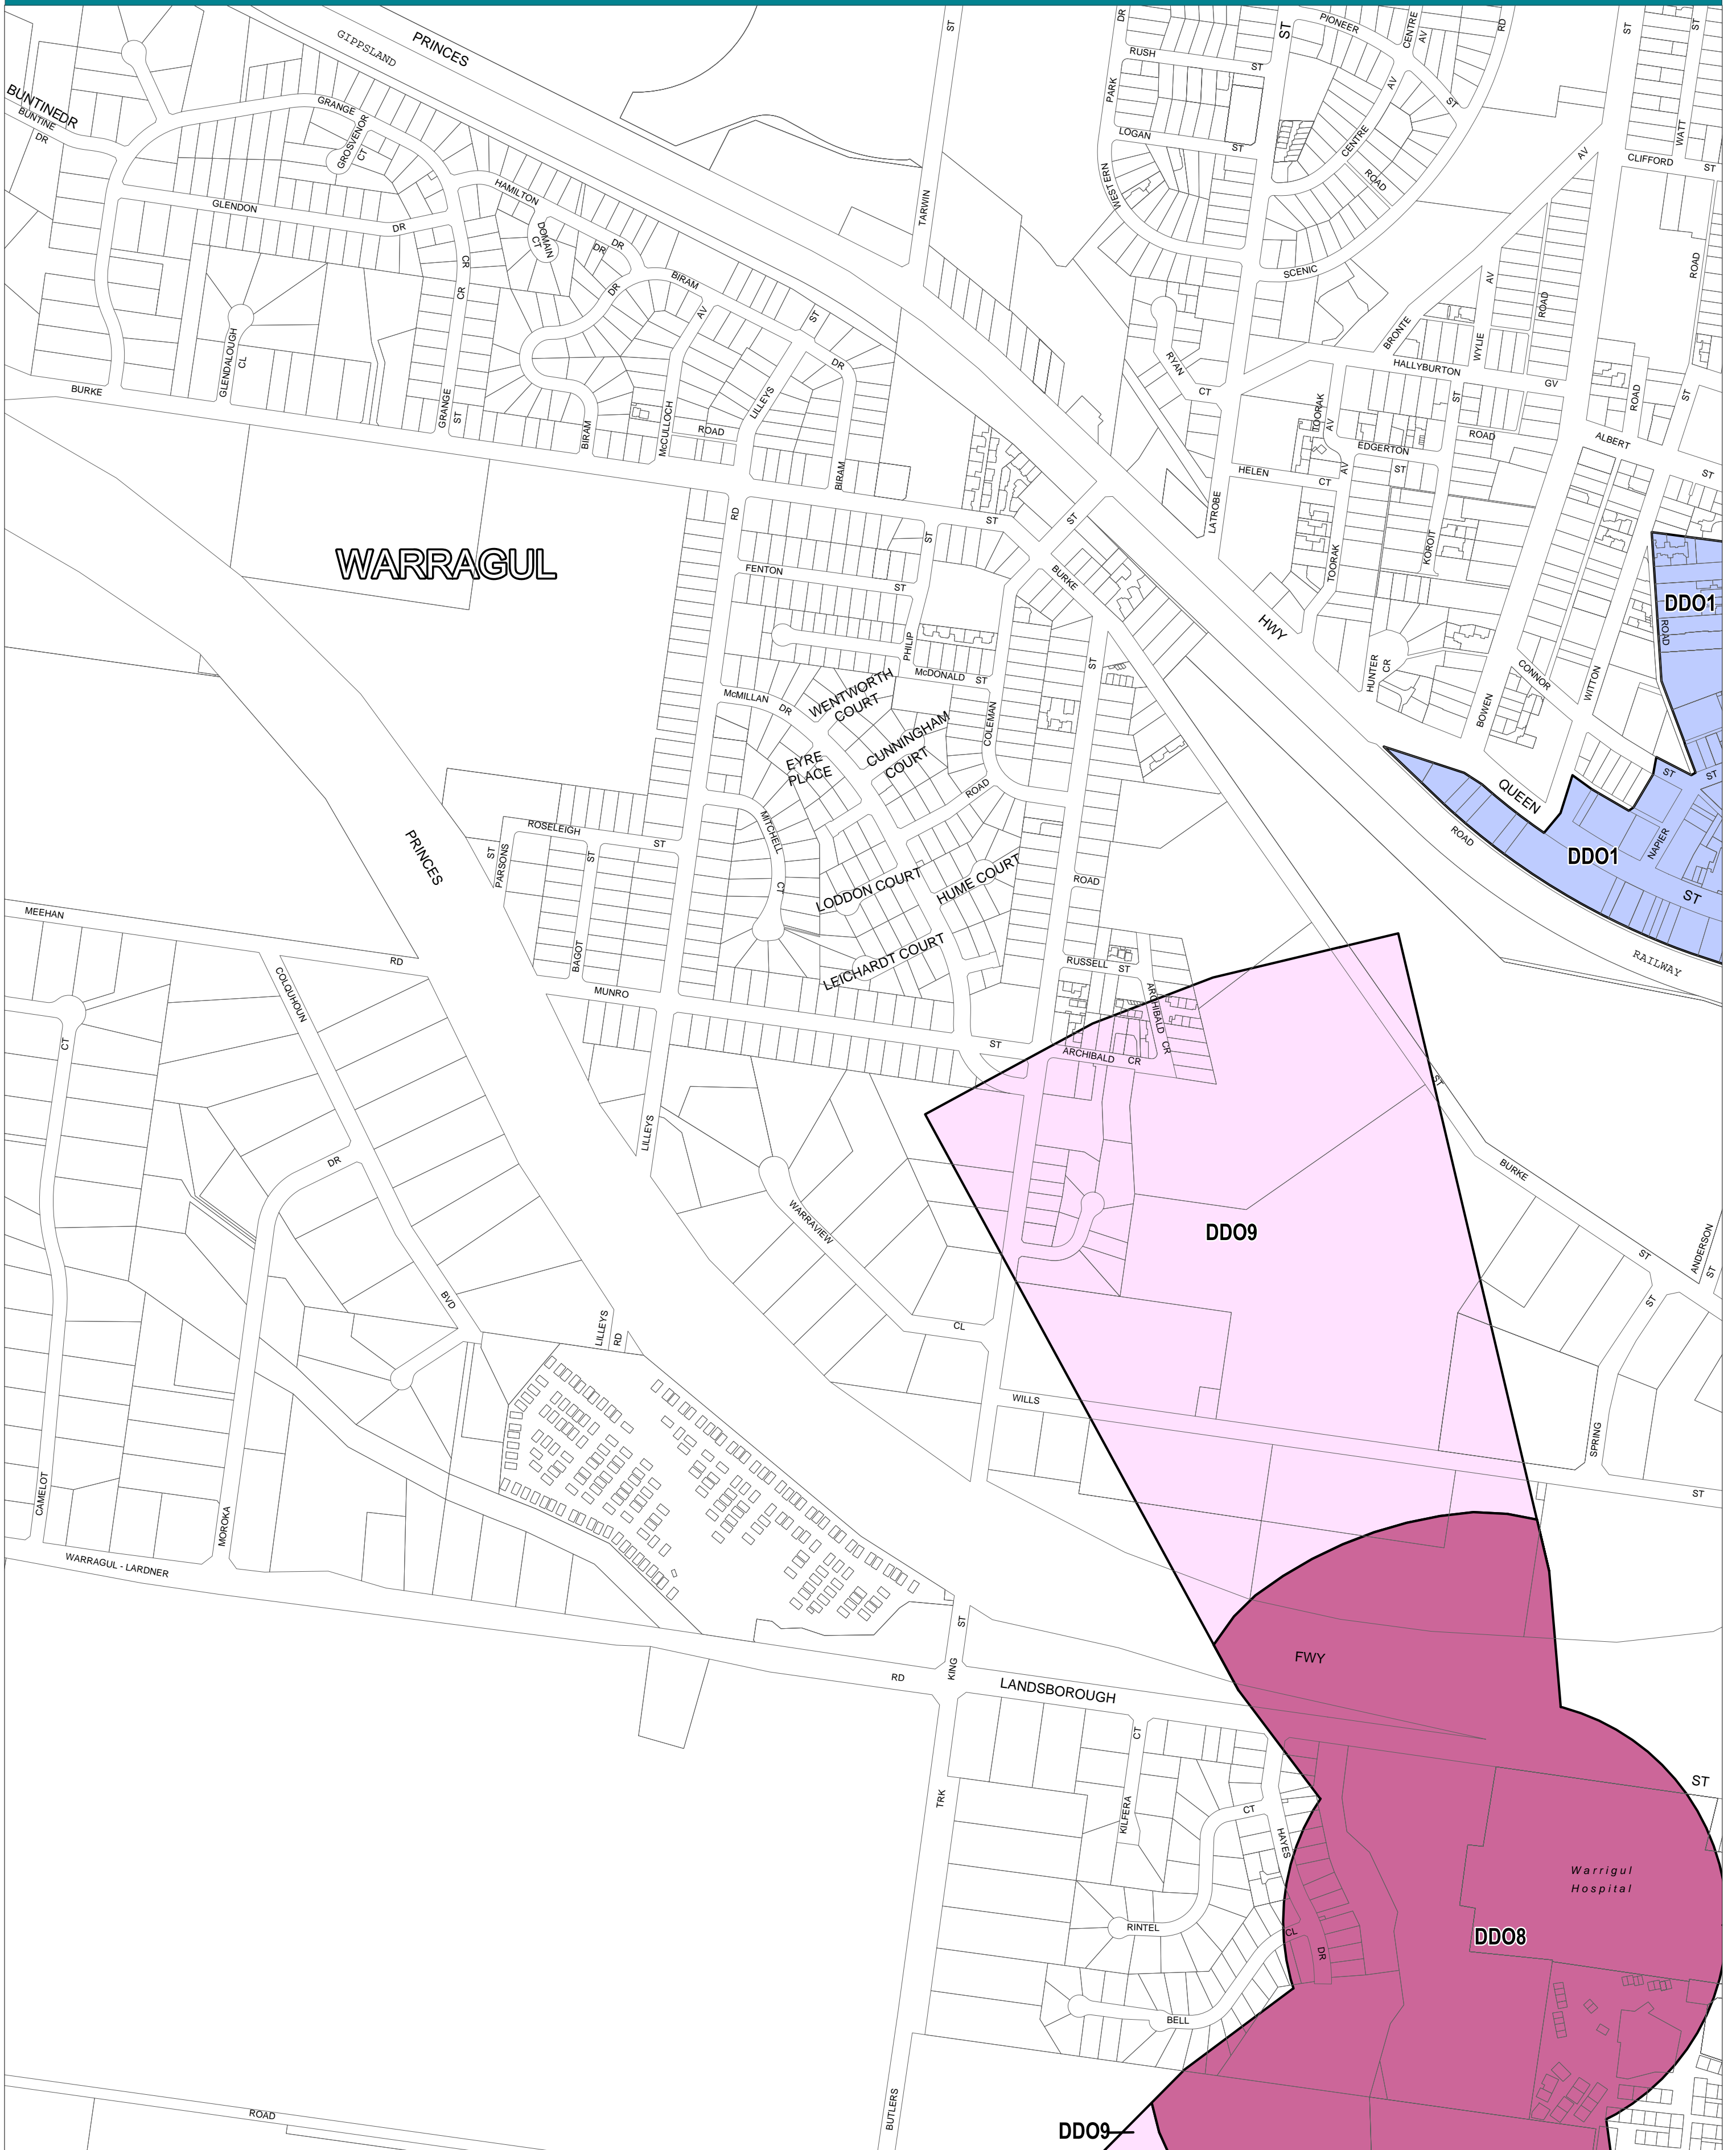 PRINCES
GIPPSLAND
ST
PIONEER
CENTRE
AV
RD
DR
RUSH
ST
ST
PARK
BUNTINEDR
BUNTINE
DR
GRANGE
GROSVENOR
CT
LOGAN
ST
WESTERN
CENTRE
AV
ST
ROAD
ST
ST
WATT
CLIFFORD
ST
AV
HAMILTON
DR
GLENDON
DR
DOMAIN
CT
DR
TARWIN
SCENIC
CR
CR
BIRAM
DR
AV
ST
DR
ROAD
AV
ROAD
BRONTE
WYLIE
HALLYBURTON
GV
GLENDALOUGH
CL
BURKE
GRANGE
ST
BIRAM
McCULLOCH
LILLEYS
ROAD
BIRAM
RYAN
CT
TOORAK
AV
ST
ROAD
EDGERTON
ST
AV
ROAD
ST
ALBERT
ST
HELEN
CT
LATROBE
RD
ST
ST
ST
WARRAGUL
FENTON
ST
BURKE
TOORAK
KOROIT
DDO1
ROAD
HWY
PHILIP
McDONALD
ST
ST
McMILLAN
DR
WENTWORTH
COURT
CUNNINGHAM
COURT
COLEMAN
HUNTER
CR
CONNOR
WITTON
BOWEN
EYRE
PLACE
ROAD
QUEEN
ST
ST
PRINCES
ROSELEIGH
ST
ST
ST
PARSONS
MITCHELL
CT
ROAD
NAPIER
DDO1
ST
LODDON COURT
HUME COURT
ROAD
MEEHAN
RD
BAGOT
LEICHARDT COURT
RUSSELL
ST
RAILWAY
COLQUHOUN
MUNRO
ST
ARCHIBALD
CR
ARCHIBALD
CR
CT
ST
LILLEYS
DR
BURKE
WARRAVIEW
DDO9
ST
ANDERSON
ST
BVD
ST
LILLEYS
RD
CL
WILLS
SPRING
ST
CAMELOT
MOROKA
WARRAGUL - LARDNER
ST
KING
RD
FWY
LANDSBOROUGH
CT
ST
TRK
KILFERA
CT
HAYES
Warrigul
Hospital
RINTEL
CL
DR
DDO8
BELL
BUTLERS
ROAD
DDO9